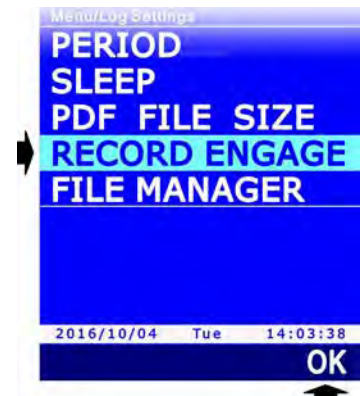 Menu/Log Settings
PERIOD
SLEEP
PDF FILE SIZE
RECORD ENGAGE
FILE MANAGER
2016/10/04 Tue 14:03:38
OK